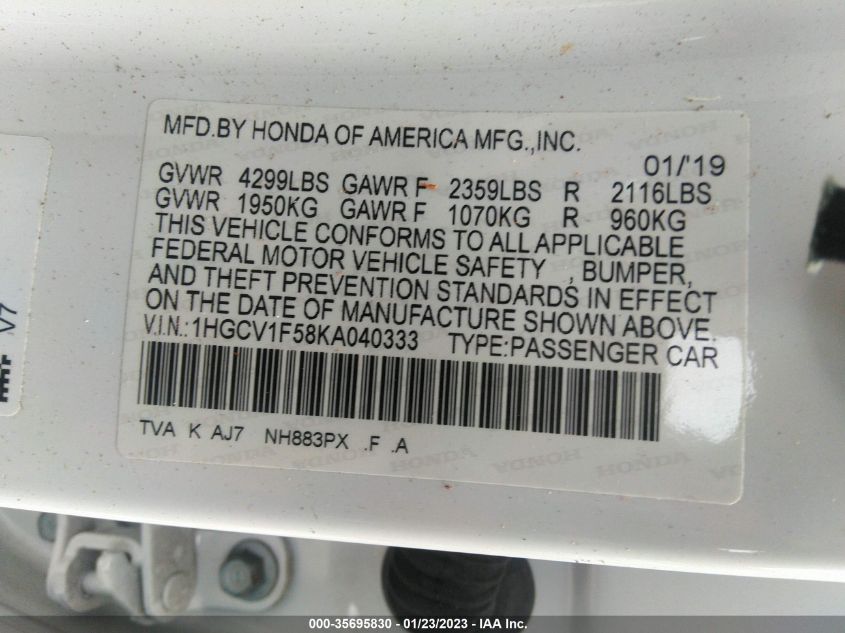 MFD.BY HONDA OF AMERICA MFG.,INC.
01/'19
GVWR 4299LBS GAWR F 2359LBS R 2116LBS
GVWR 1950KG GAWR F 1070KG R 960KG
THIS VEHICLE CONFORMS TO ALL APPLICABLE
FEDERAL MOTOR VEHICLE SAFETY , BUMPER,
AND THEFT PREVENTION STANDARDS IN EFFECT
ON THE DATE OF MANUFACTURE SHOWN ABOVE.
V.I.N.:1HGCV1F58KA040333 TYPE:PASSENGER CAR
TVA K AJ7 NH883PX .F .A
V7
000-35695830 - 01/23/2023 - IAA Inc.